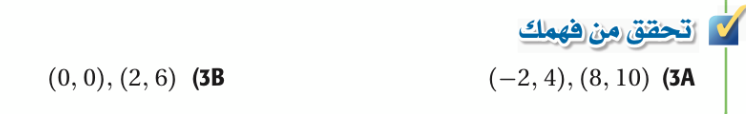 تحقق من فهمك
(-2, 4), (8, 10) (3A
(0, 0), (2, 6) (3B